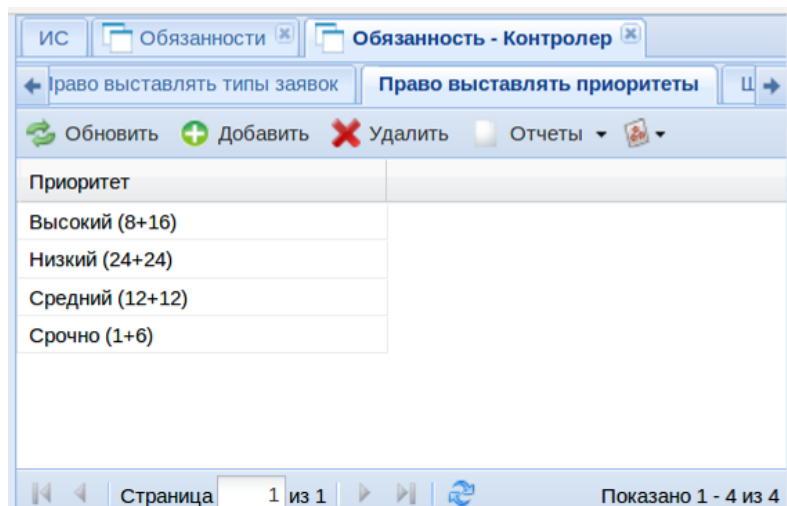 ИС Обязанности Обязанность - Контролер
Право выставлять типы заявок Право выставлять приоритеты
Обновить Добавить Удалить Отчеты
Приоритет
Высокий (8+16)
Низкий (24+24)
Средний (12+12)
Срочно (1+6)
Страница 1 из 1 Показано 1 - 4 из 4